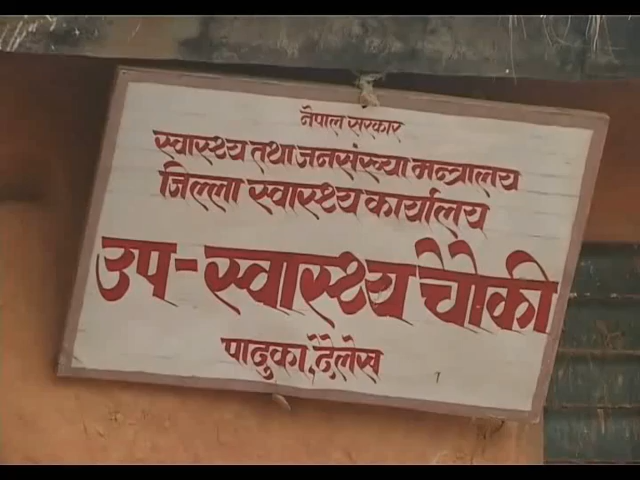 नेपाल सरकार
स्वास्थ्य तथा जनसंख्या मन्त्रालय
जिल्ला स्वास्थ्य कार्यालय
उप-स्वास्थ्य चौकी
पादुका, दैलेख